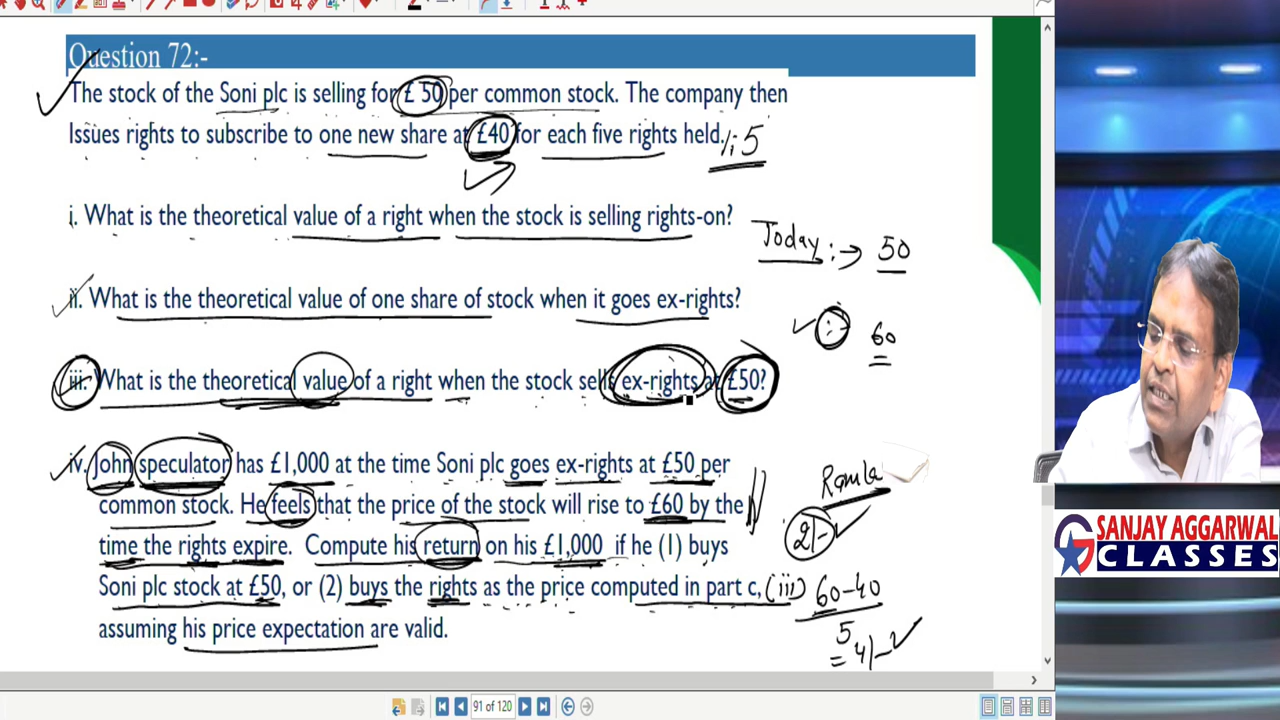 Question 72:-
The stock of the Soni plc is selling for £ 50 per common stock. The company then
Issues rights to subscribe to one new share at £40 for each five rights held. 1:5
i. What is the theoretical value of a right when the stock is selling rights-on?
Today :→ 50
ii. What is the theoretical value of one share of stock when it goes ex-rights?
60
iii. What is the theoretical value of a right when the stock sells ex-rights at £50?
iv. John speculator has £1,000 at the time Soni plc goes ex-rights at £50 per
common stock. He feels that the price of the stock will rise to £60 by the
time the rights expire. Compute his return on his £1,000 if he (1) buys
Soni plc stock at £50, or (2) buys the rights as the price computed in part c, (iii)
assuming his price expectation are valid.
2/-
60-40
5
= 4/-
SANJAY AGGARWAL
CLASSES
91 of 120